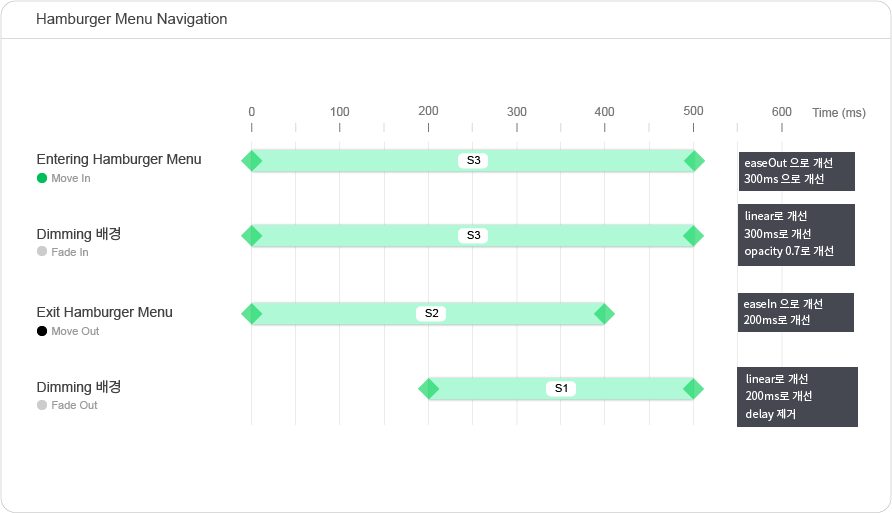 Hamburger Menu Navigation
0 100 200 300 400 500 600 Time (ms)
Entering Hamburger Menu
Move In
S3
easeOut 으로 개선
300ms 으로 개선
Dimming 배경
Fade In
S3
linear로 개선
300ms로 개선
opacity 0.7로 개선
Exit Hamburger Menu
Move Out
S2
easeIn 으로 개선
200ms로 개선
Dimming 배경
Fade Out
S1
linear로 개선
200ms로 개선
delay 제거